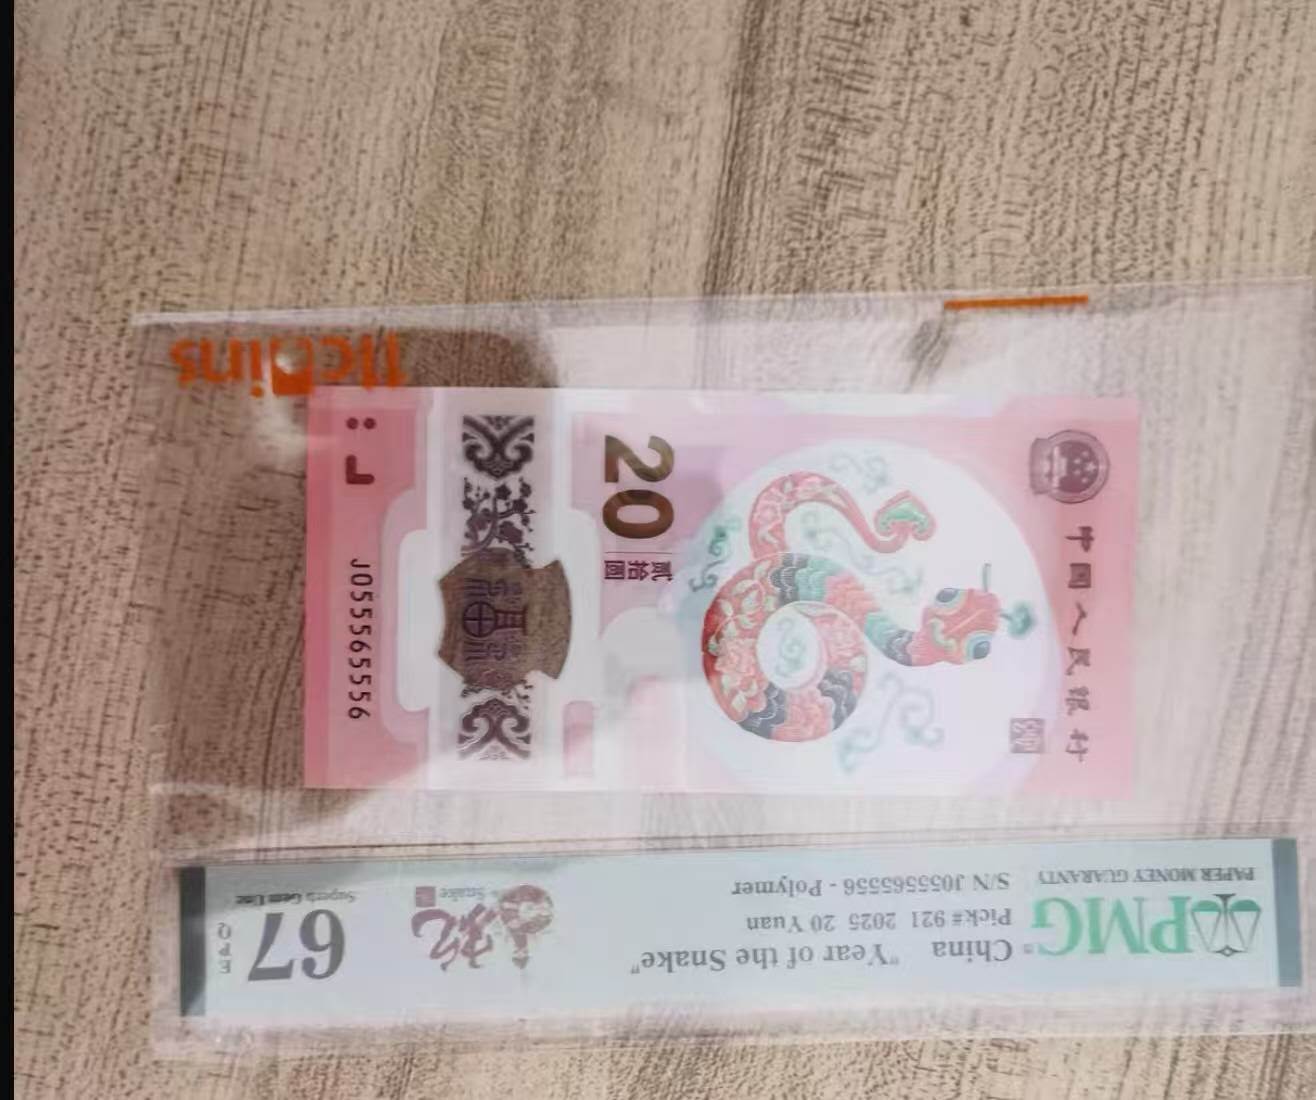 中国人民银行
20
贰拾圆
J055565556
PMG
PAPER MONEY GUARANTY
China "Year of the Snake"
Pick# 921 2025 20 Yuan
S/N J055565556 - Polymer
Snake
67
EPQ
Superb Gem Unc